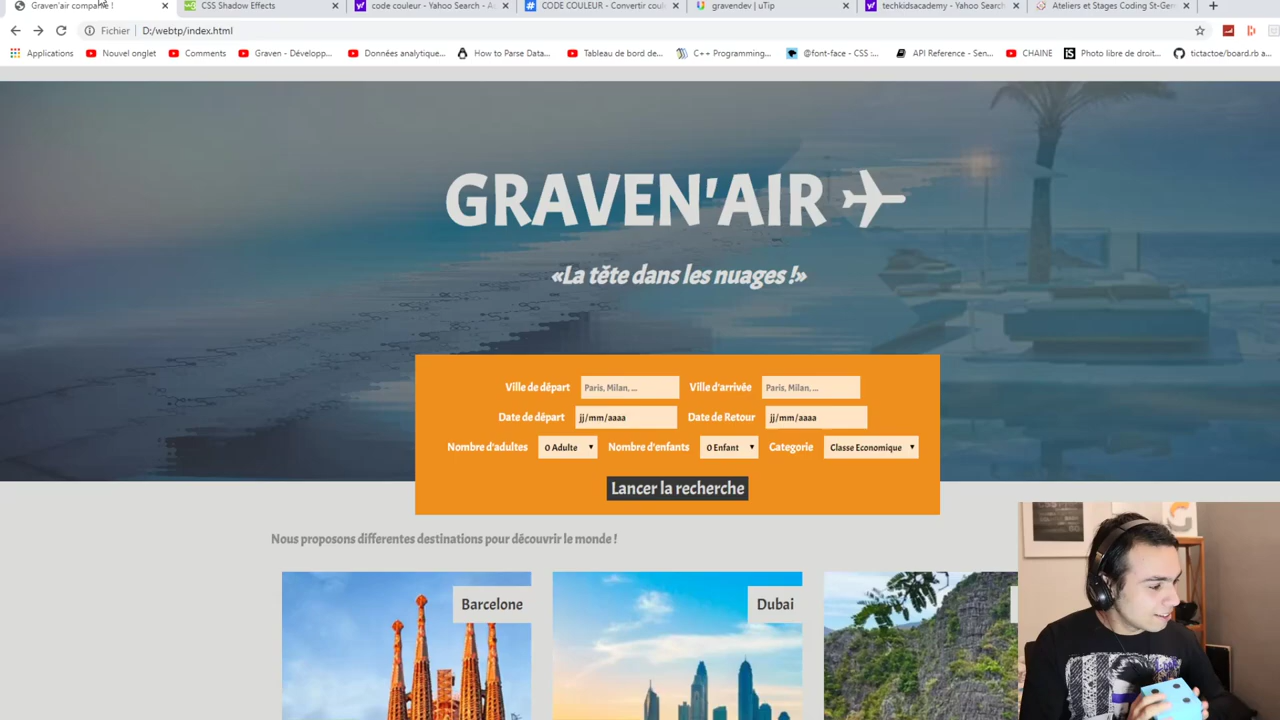 Graven'air compa
CSS Shadow Effects
code couleur - Yahoo Search - A
CODE COULEUR - Convertir coul
gravendev | uTip
techkidsacademy - Yahoo Search
Ateliers et Stages Coding St-Gen
Fichier | D:/webtp/index.html
Applications
Nouvel onglet
Comments
Graven - Développ...
Données analytique...
How to Parse Data...
Tableau de bord de...
C++ Programming...
@font-face - CSS :...
API Reference - Sen...
CHAINE
Photo libre de droit...
tictactoe/board.rb a...
GRAVEN'AIR
«La tête dans les nuages !»
Ville de départ Paris, Milan, ... Ville d'arrivée Paris, Milan, ...
Date de départ jj/mm/aaaa Date de Retour jj/mm/aaaa
Nombre d'adultes 0 Adulte Nombre d'enfants 0 Enfant Categorie Classe Economique
Lancer la recherche
Nous proposons differentes destinations pour découvrir le monde !
Barcelone
Dubai